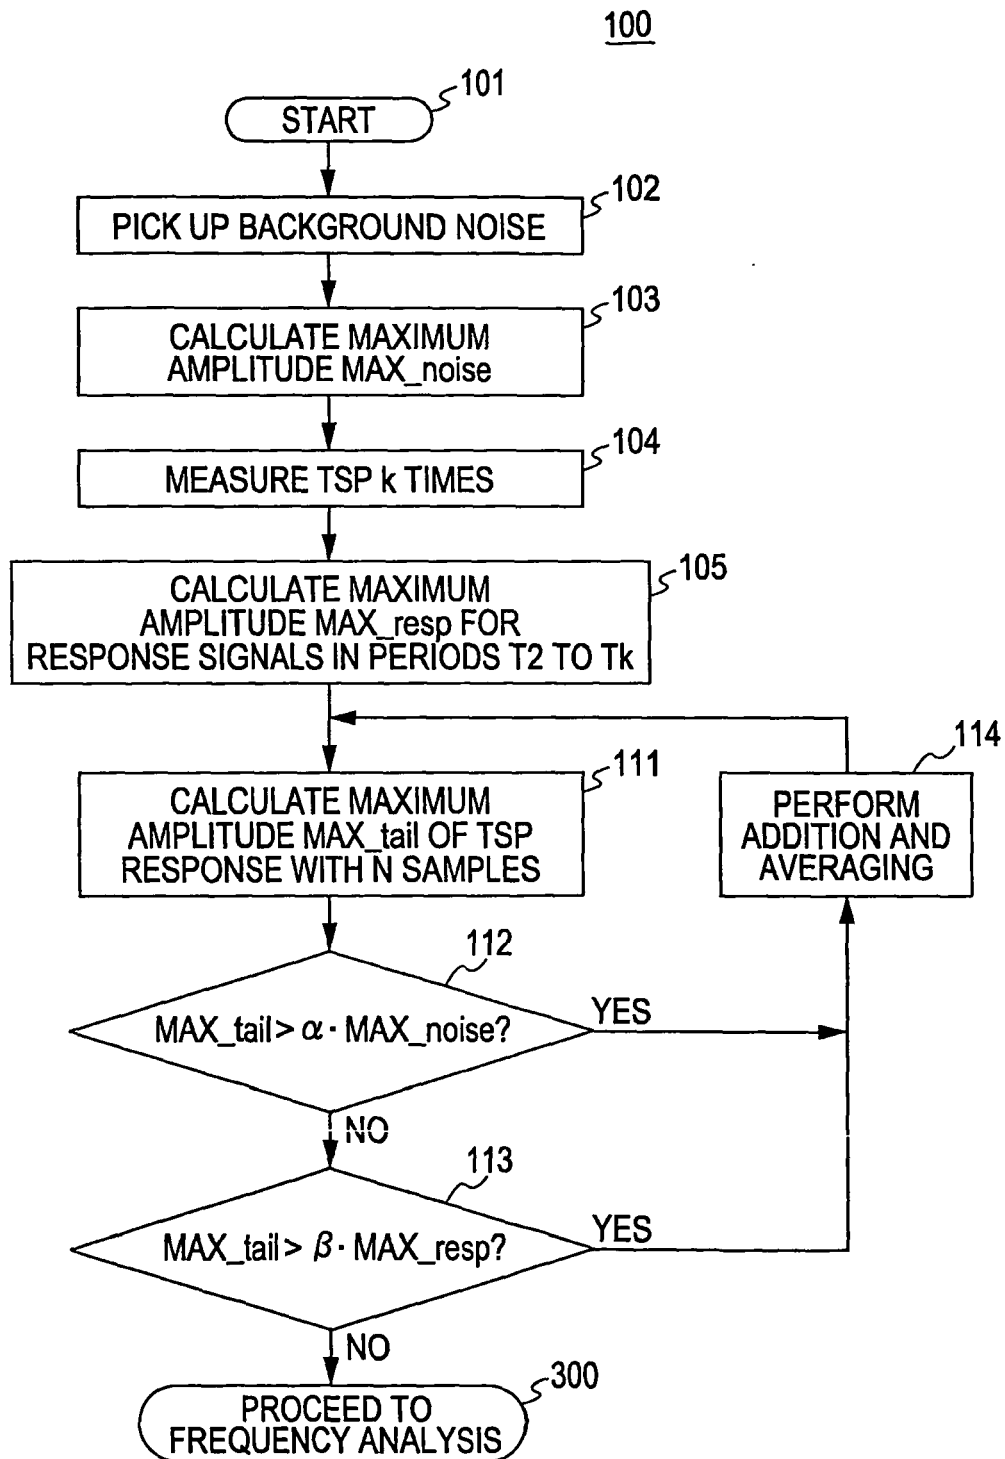 100
101
START
102
PICK UP BACKGROUND NOISE
103
CALCULATE MAXIMUM
AMPLITUDE MAX_noise
104
MEASURE TSP k TIMES
105
CALCULATE MAXIMUM
AMPLITUDE MAX_resp FOR
RESPONSE SIGNALS IN PERIODS T2 TO Tk
111
CALCULATE MAXIMUM
AMPLITUDE MAX_tail OF TSP
RESPONSE WITH N SAMPLES
114
PERFORM
ADDITION AND
AVERAGING
112
MAX_tail > α · MAX_noise?
YES
NO
113
MAX_tail > β · MAX_resp?
YES
NO
300
PROCEED TO
FREQUENCY ANALYSIS